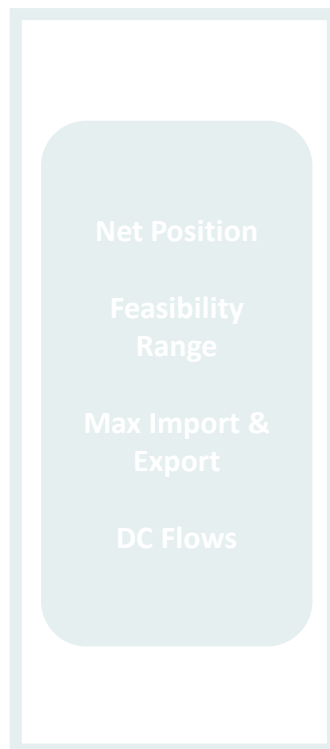 Net Position
Feasibility
Range
Max Import &
Export
DC Flows